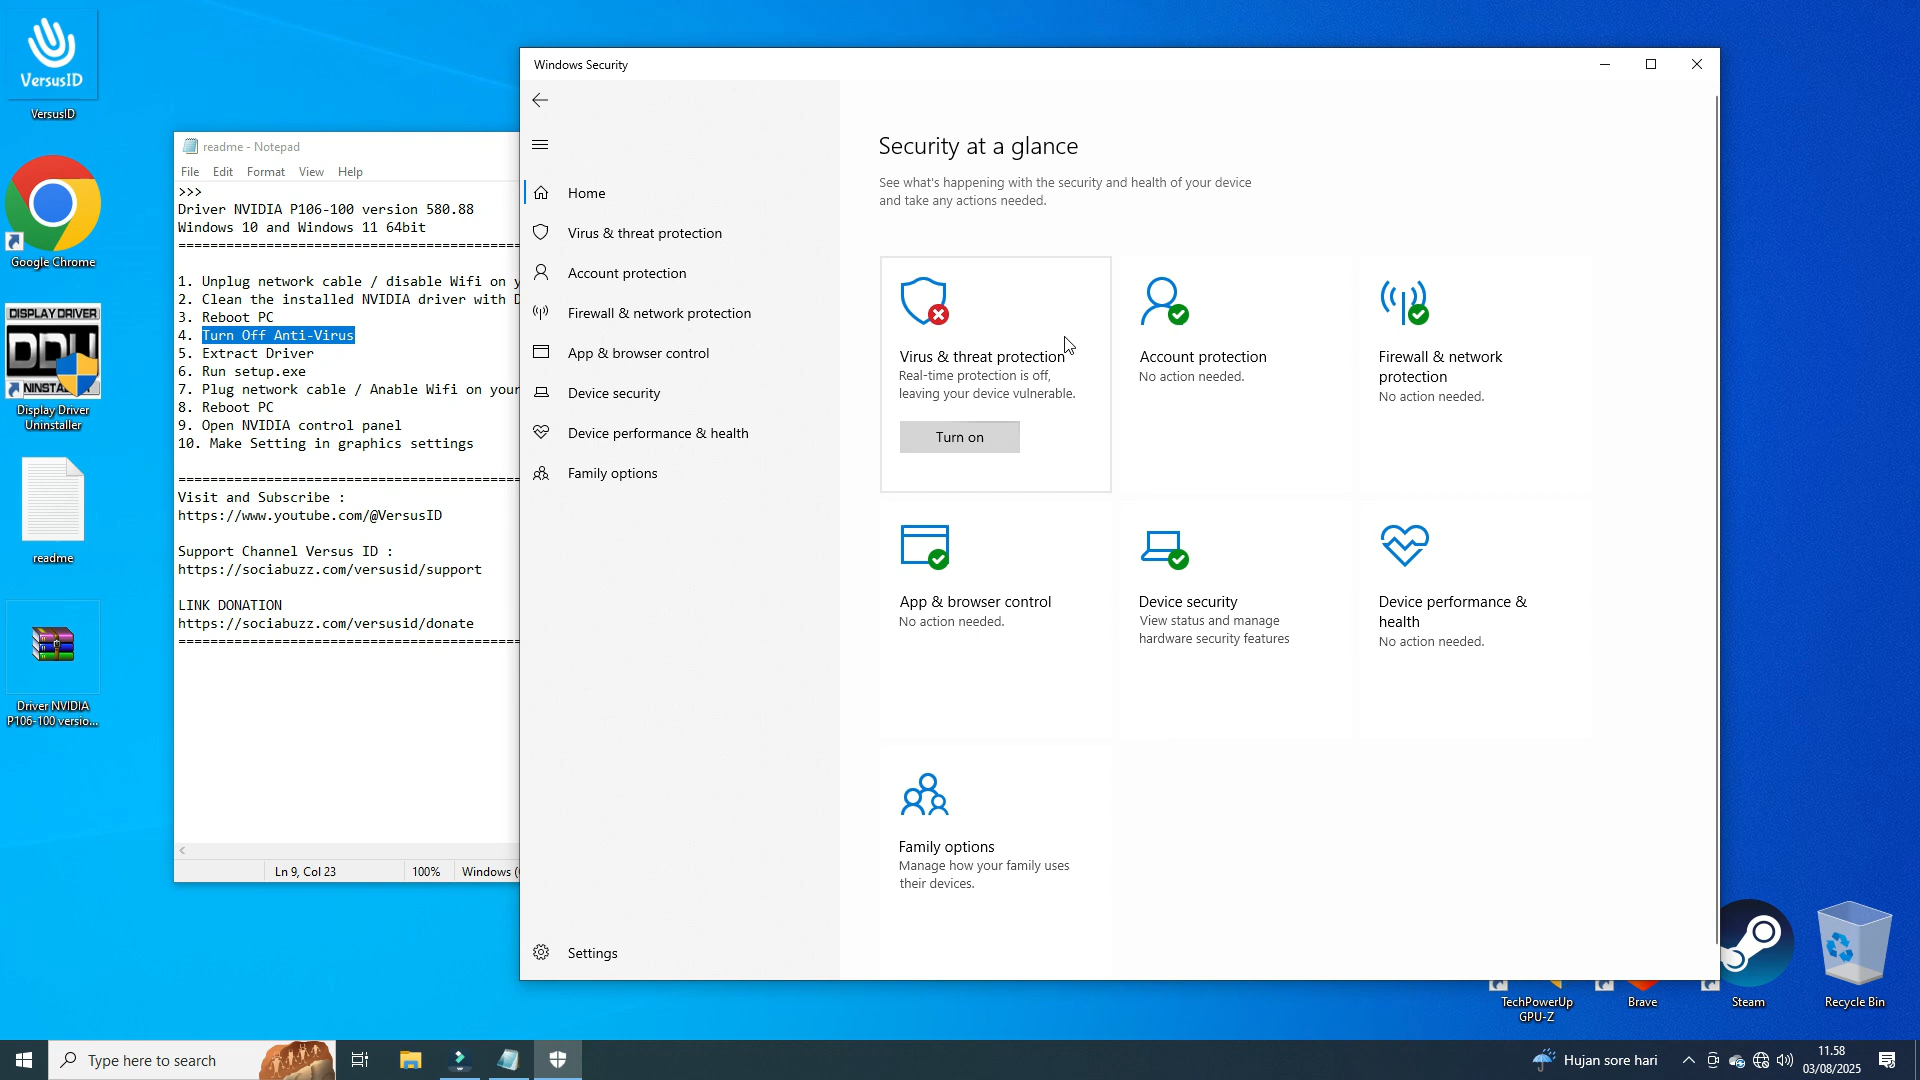 VersusID
VersusID
Google Chrome
DISPLAY DRIVER
DDU
Display Driver
Uninstaller
readme
Driver NVIDIA
P106-100 versio...
readme - Notepad
File Edit Format View Help
>>>
Driver NVIDIA P106-100 version 580.88
Windows 10 and Windows 11 64bit
==========================================
1. Unplug network cable / disable Wifi on y
2. Clean the installed NVIDIA driver with D
3. Reboot PC
4. Turn Off Anti-Virus
5. Extract Driver
6. Run setup.exe
7. Plug network cable / Anable Wifi on your
8. Reboot PC
9. Open NVIDIA control panel
10. Make Setting in graphics settings
==========================================
Visit and Subscribe :
https://www.youtube.com/@VersusID
Support Channel Versus ID :
https://sociabuzz.com/versusid/support
LINK DONATION
https://sociabuzz.com/versusid/donate
==========================================
Ln 9, Col 23 100% Windows (
Windows Security
Home
Virus & threat protection
Account protection
Firewall & network protection
App & browser control
Device security
Device performance & health
Family options
Settings
Security at a glance
See what's happening with the security and health of your device
and take any actions needed.
Virus & threat protection
Real-time protection is off,
leaving your device vulnerable.
Turn on
Account protection
No action needed.
Firewall & network
protection
No action needed.
App & browser control
No action needed.
Device security
View status and manage
hardware security features
Device performance &
health
No action needed.
Family options
Manage how your family uses
their devices.
TechPowerUp
GPU-Z
Brave
Steam
Recycle Bin
Type here to search
Hujan sore hari
11.58
03/08/2025